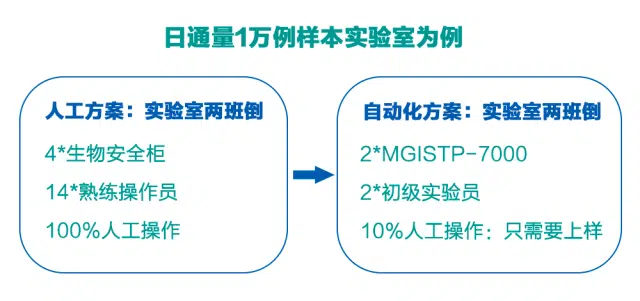 日通量1万例样本实验室为例
人工方案：实验室两班倒
4*生物安全柜
14*熟练操作员
100%人工操作
自动化方案：实验室两班倒
2*MGISTP-7000
2*初级实验员
10%人工操作：只需要上样